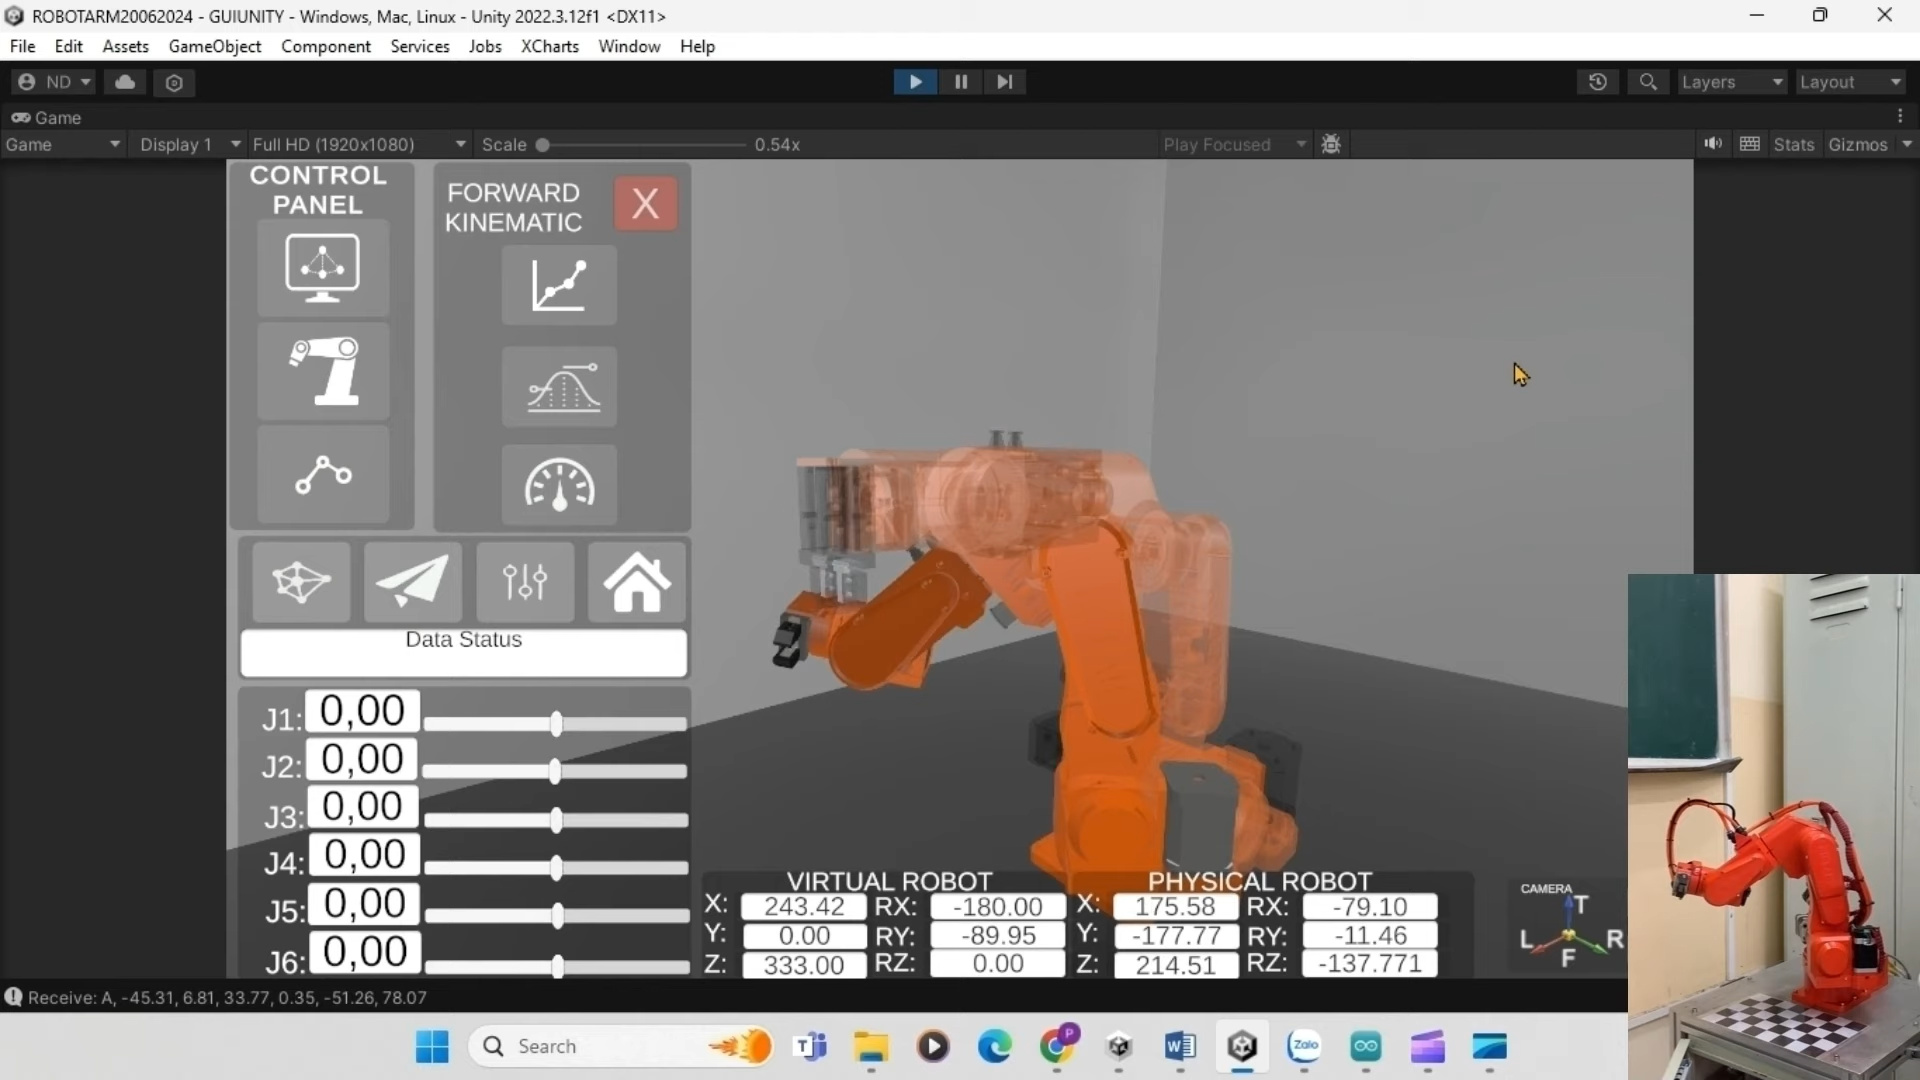 ROBOTARM20062024 - GUIUNITY - Windows, Mac, Linux - Unity 2022.3.12f1 <DX11>
File Edit Assets GameObject Component Services Jobs XCharts Window Help
ND Layers Layout
Game
Game Display 1 Full HD (1920x1080) Scale 0.54x Play Focused Stats Gizmos
CONTROL
PANEL
FORWARD
KINEMATIC
X
Data Status
J1: 0,00
J2: 0,00
J3: 0,00
J4: 0,00
J5: 0,00
J6: 0,00
VIRTUAL ROBOT
X: 243.42 RX: -180.00
Y: 0.00 RY: -89.95
Z: 333.00 RZ: 0.00
PHYSICAL ROBOT
X: 175.58 RX: -79.10
Y: -177.77 RY: -11.46
Z: 214.51 RZ: -137.771
CAMERA
T
L R
F
Receive: A, -45.31, 6.81, 33.77, 0.35, -51.26, 78.07
Search
T
P
W
Zalo